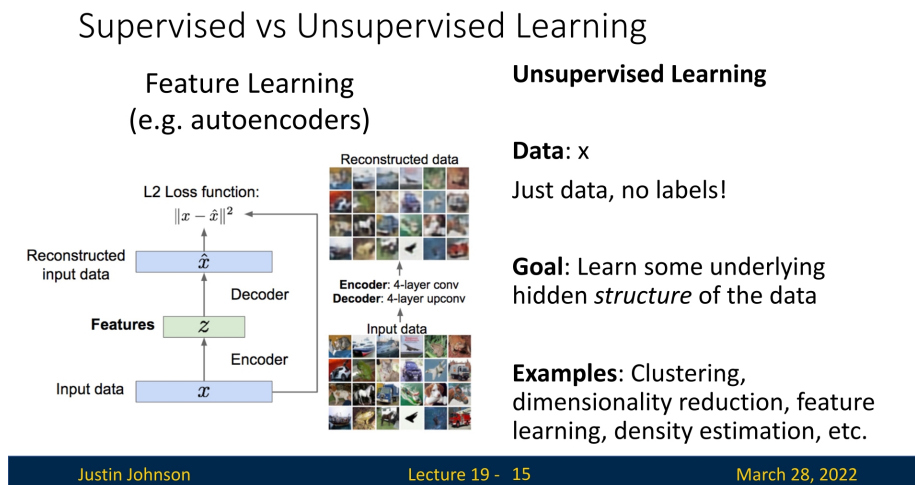 Supervised vs Unsupervised Learning
Feature Learning
(e.g. autoencoders)
L2 Loss function:
‖x − x̂‖²
Reconstructed
input data
x̂
Decoder
Features
z
Encoder
Input data
x
Reconstructed data
Encoder: 4-layer conv
Decoder: 4-layer upconv
Input data
Unsupervised Learning
Data: x
Just data, no labels!
Goal: Learn some underlying
hidden structure of the data
Examples: Clustering,
dimensionality reduction, feature
learning, density estimation, etc.
Justin Johnson
Lecture 19 - 15
March 28, 2022